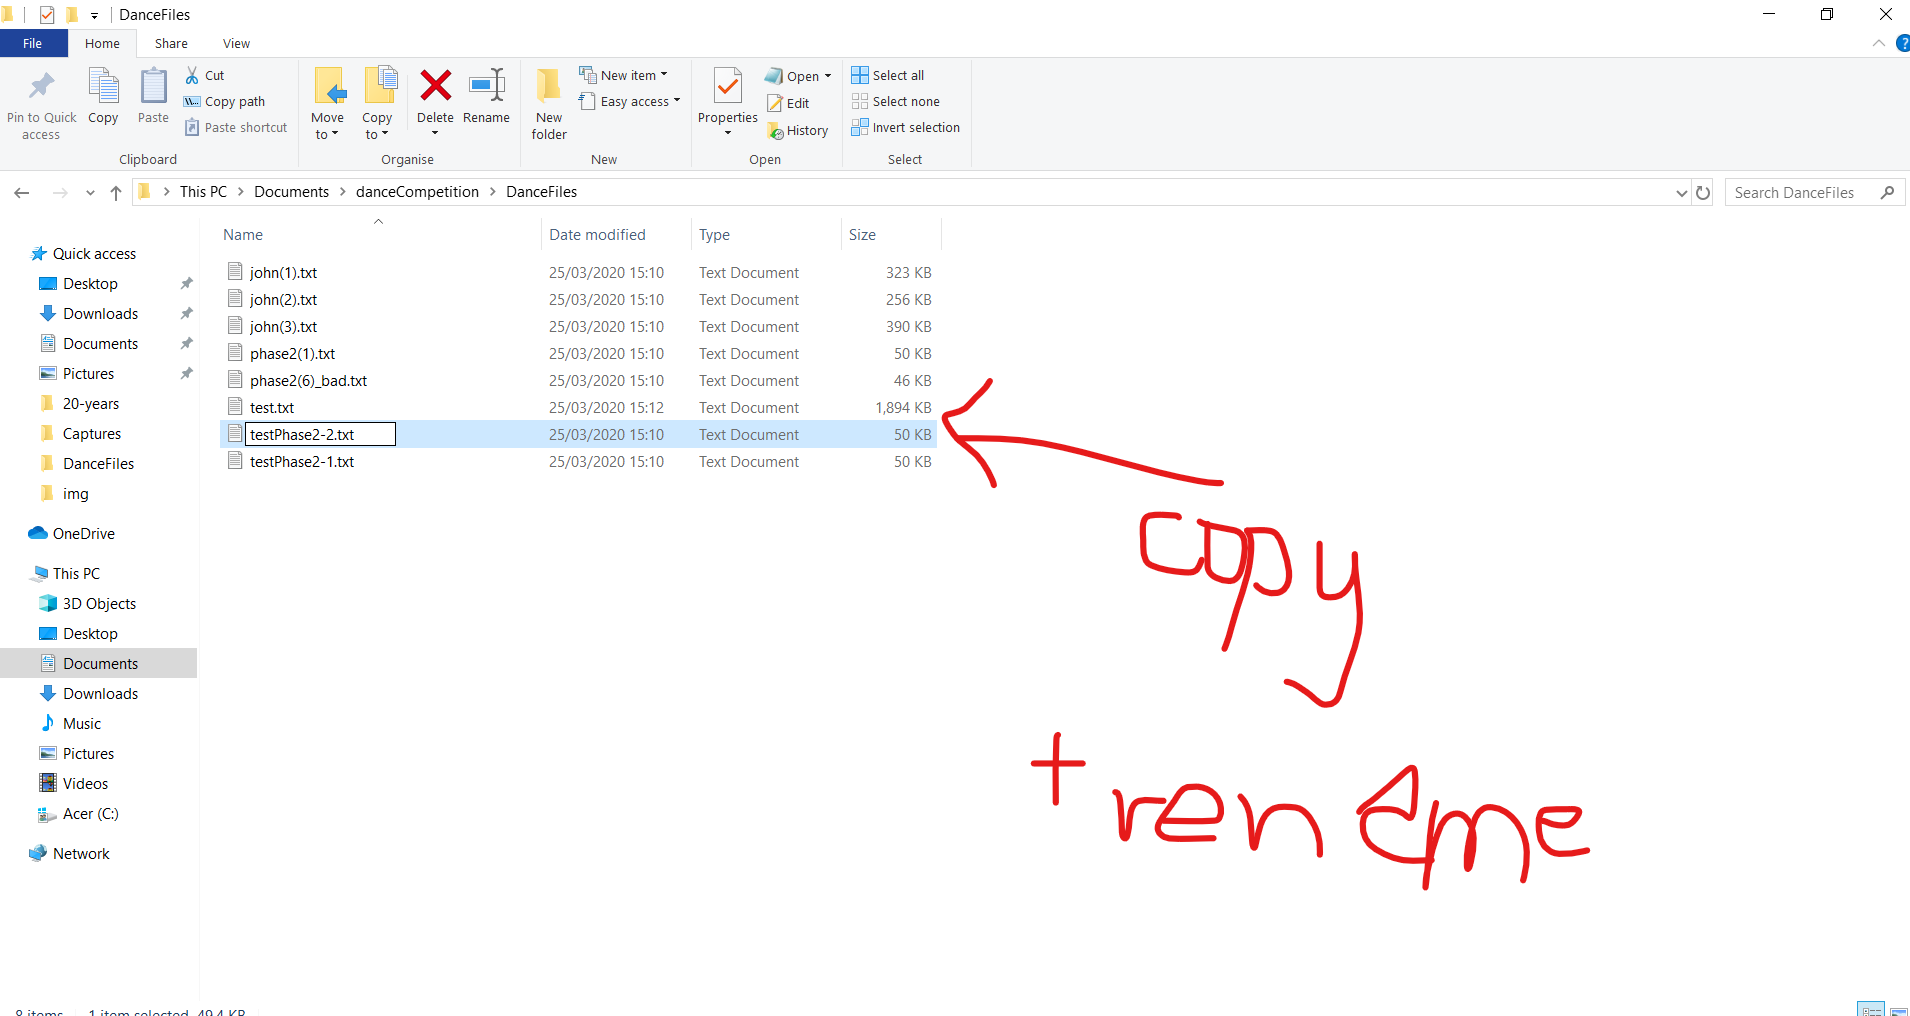 DanceFiles
File Home Share View
Pin to Quick access
Copy
Paste
Cut
Copy path
Paste shortcut
Clipboard
Move to
Copy to
Delete
Rename
Organise
New folder
New item
Easy access
New
Properties
Open
Edit
History
Open
Select all
Select none
Invert selection
Select
This PC > Documents > danceCompetition > DanceFiles
Search DanceFiles
Quick access
Desktop
Downloads
Documents
Pictures
20-years
Captures
DanceFiles
img
OneDrive
This PC
3D Objects
Desktop
Documents
Downloads
Music
Pictures
Videos
Acer (C:)
Network
Name Date modified Type Size
john(1).txt 25/03/2020 15:10 Text Document 323 KB
john(2).txt 25/03/2020 15:10 Text Document 256 KB
john(3).txt 25/03/2020 15:10 Text Document 390 KB
phase2(1).txt 25/03/2020 15:10 Text Document 50 KB
phase2(6)_bad.txt 25/03/2020 15:10 Text Document 46 KB
test.txt 25/03/2020 15:12 Text Document 1,894 KB
testPhase2-2.txt 25/03/2020 15:10 Text Document 50 KB
testPhase2-1.txt 25/03/2020 15:10 Text Document 50 KB
copy
+ rename
8 items 1 item selected 49.4 KB